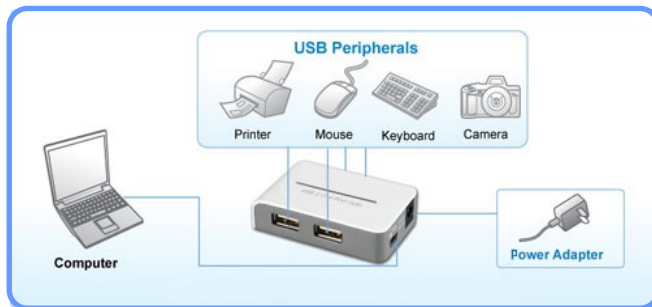 USB Peripherals
Printer
Mouse
Keyboard
Camera
Computer
Power Adapter